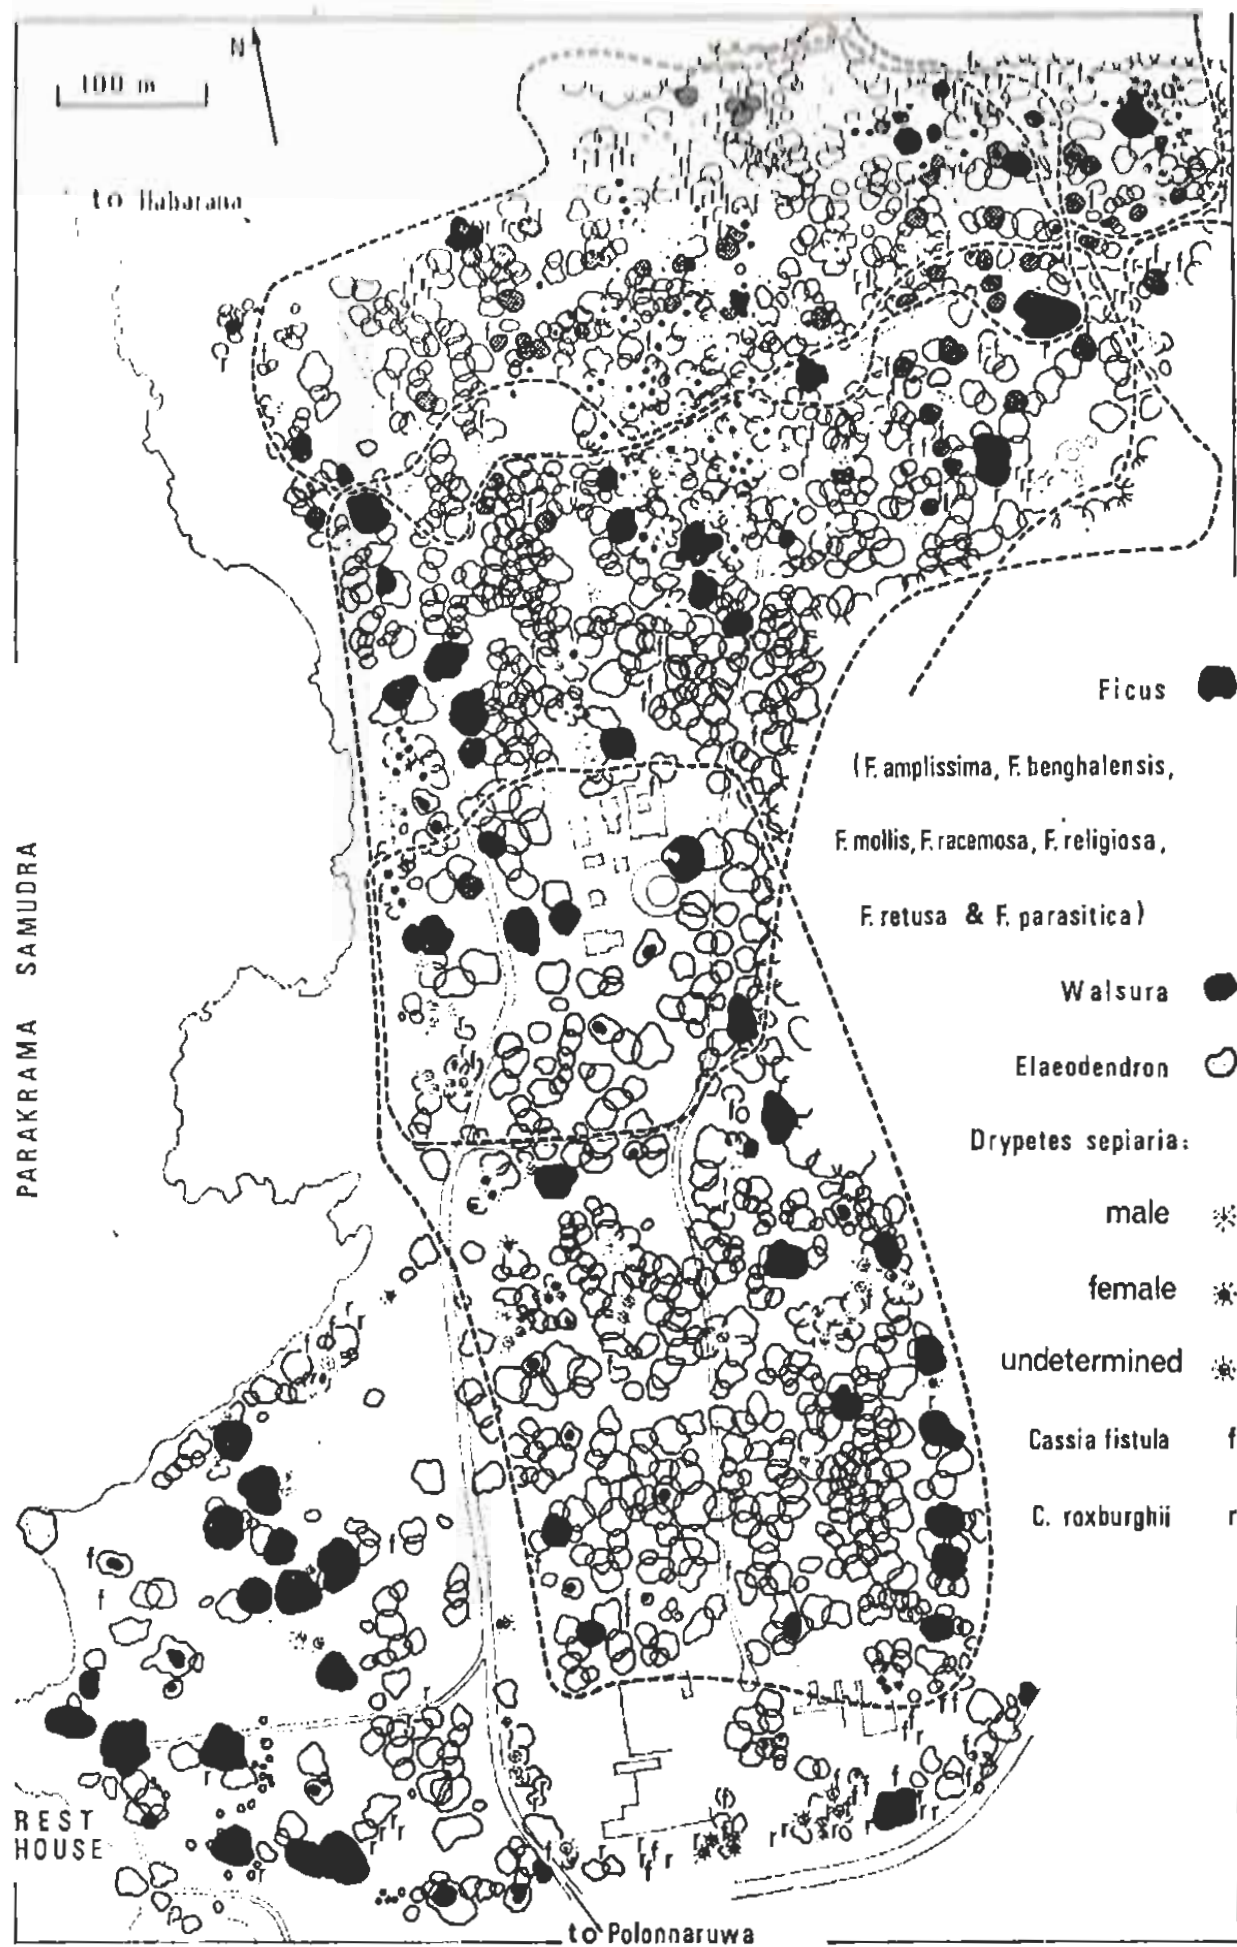 N
100 m
to Habarana
Ficus
(F. amplissima, F. benghalensis,
F. mollis, F. racemosa, F. religiosa,
F. retusa & F. parasitica)
Walsura
Elaeodendron
Drypetes sepiaria:
male
female
undetermined
Cassia fistula f
C. roxburghii r
PARAKRAMA SAMUDRA
REST
HOUSE
to Polonnaruwa